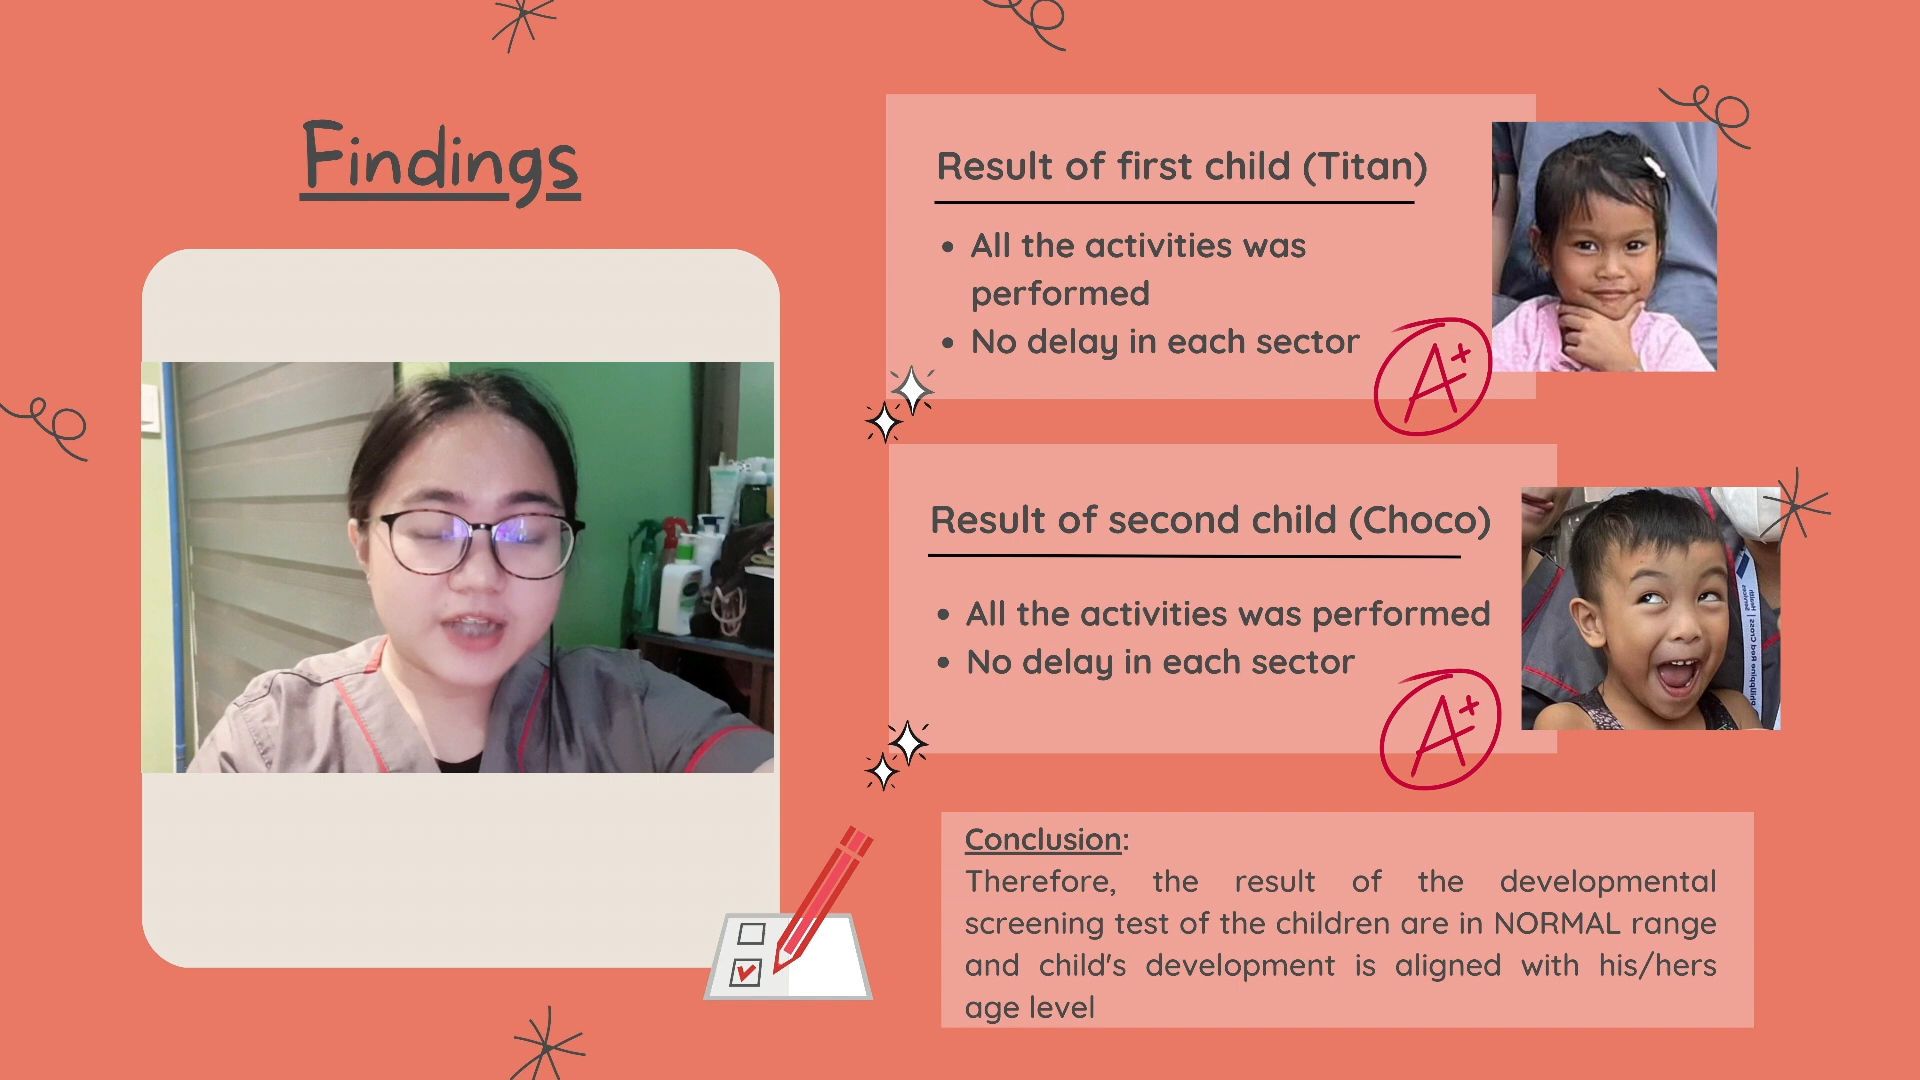 Findings
Result of first child (Titan)
• All the activities was
performed
• No delay in each sector
A+
Result of second child (Choco)
• All the activities was performed
• No delay in each sector
A+
Conclusion:
Therefore, the result of the developmental
screening test of the children are in NORMAL range
and child's development is aligned with his/hers
age level